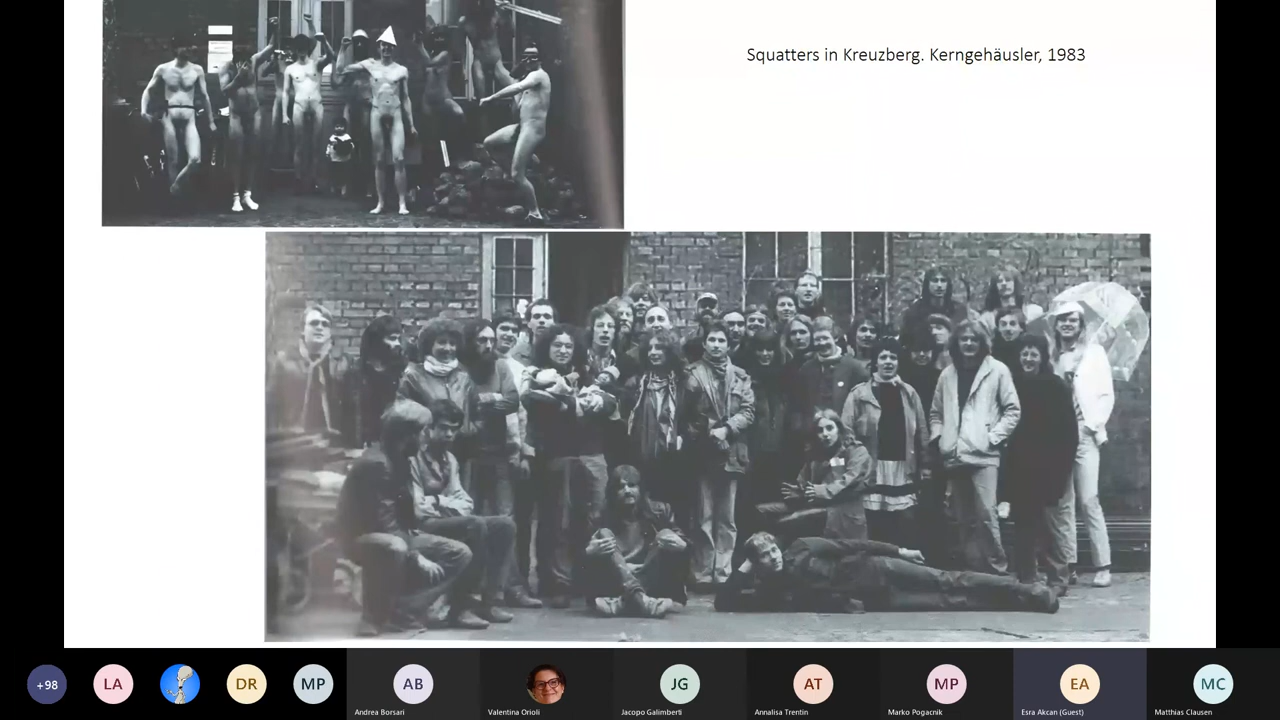 Squatters in Kreuzberg. Kerngehäusler, 1983
+98
LA
DR
MP
AB
JG
AT
MP
EA
MC
Andrea Borsari
Valentina Orioli
Jacopo Galimberti
Annalisa Trentin
Marko Pogacnik
Esra Akcan (Guest)
Matthias Clausen